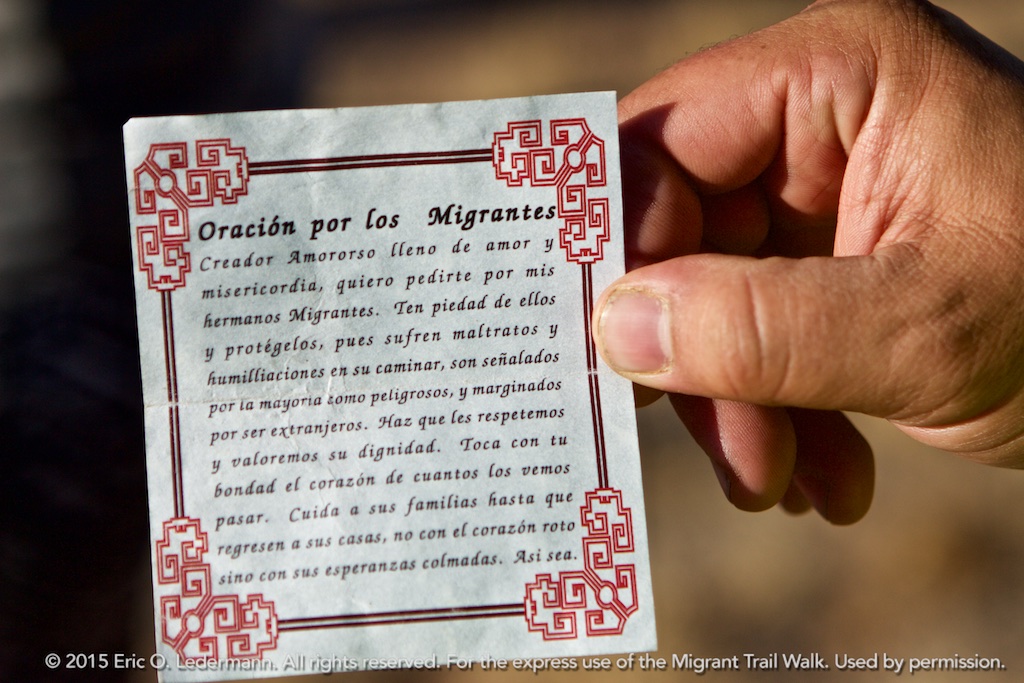 Oración por los Migrantes
Creador Amororso lleno de amor y
misericordia, quiero pedirte por mis
hermanos Migrantes. Ten piedad de ellos
y protégelos, pues sufren maltratos y
humilliaciones en su caminar, son señalados
por la mayoría como peligrosos, y marginados
por ser extranjeros. Haz que les respetemos
y valoremos su dignidad. Toca con tu
bondad el corazón de cuantos los vemos
pasar. Cuida a sus familias hasta que
regresen a sus casas, no con el corazón roto
sino con sus esperanzas colmadas. Asi sea.
© 2015 Eric O. Ledermann. All rights reserved. For the express use of the Migrant Trail Walk. Used by permission.